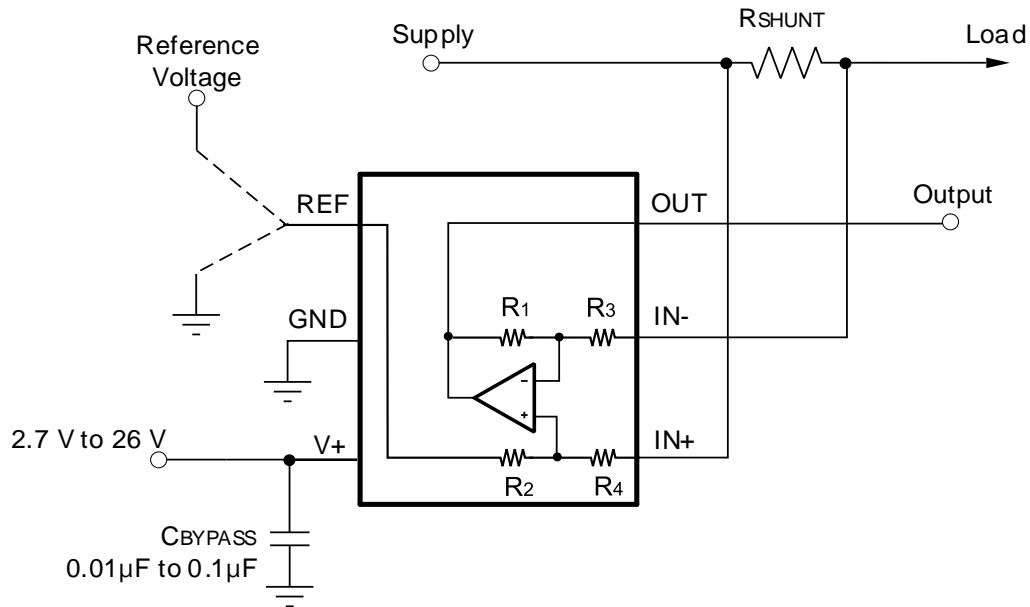 RSHUNT
Supply
Load
Reference
Voltage
REF
OUT
Output
R1
R3
GND
IN-
-
+
2.7 V to 26 V
V+
IN+
R2
R4
CBYPASS
0.01µF to 0.1µF